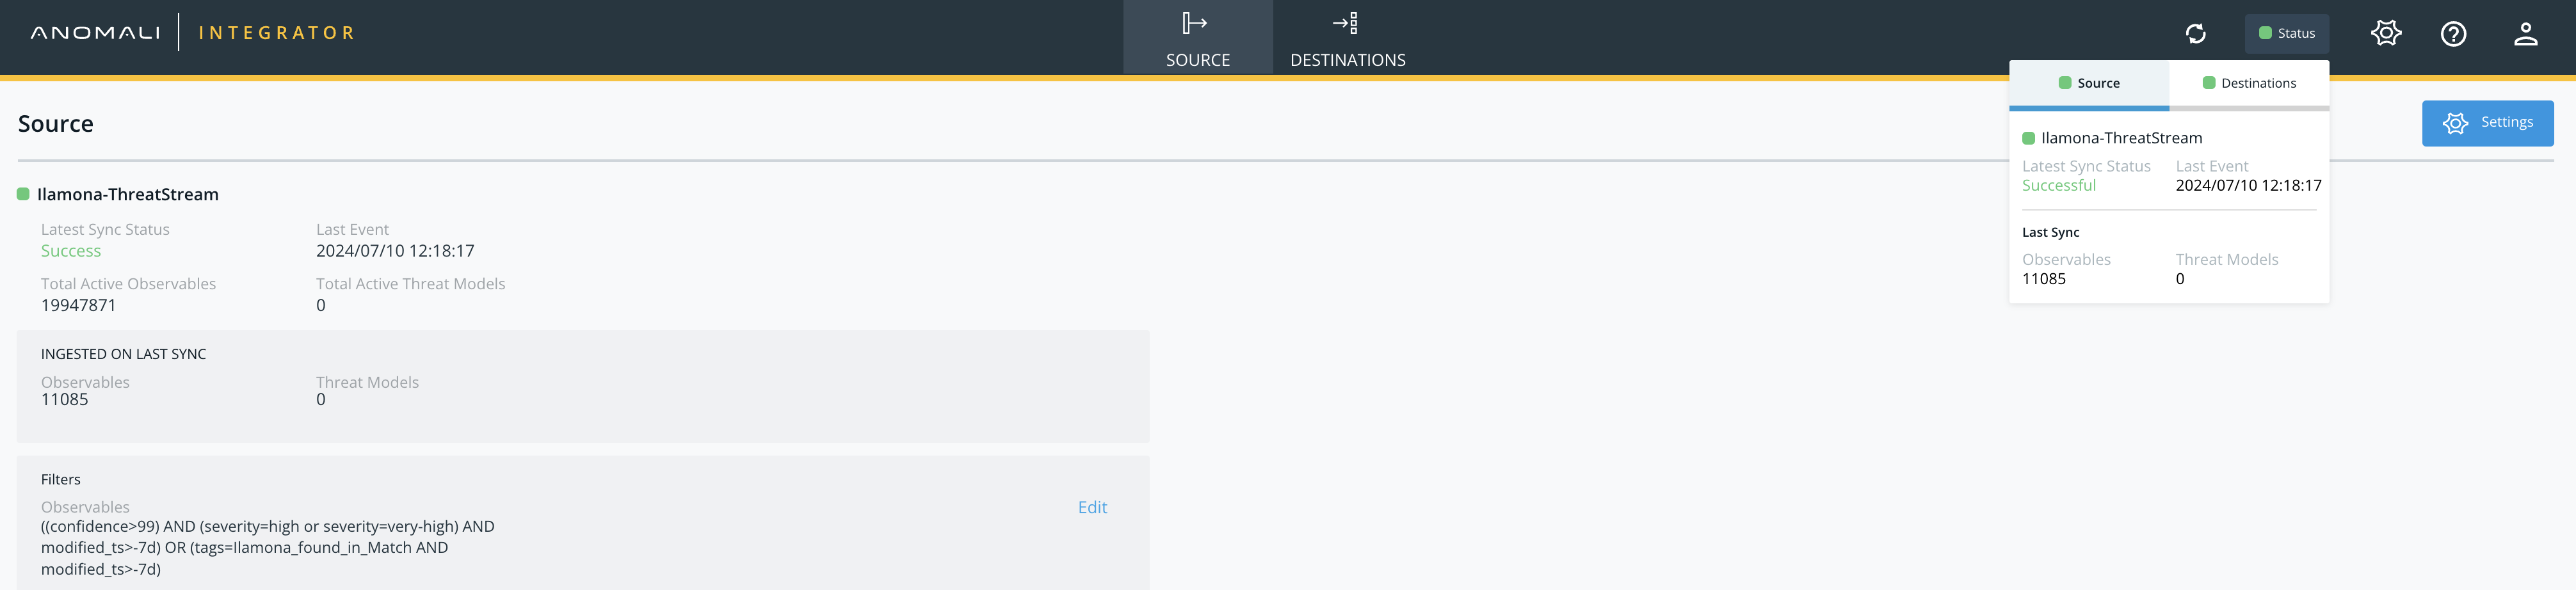 ANOMALI INTEGRATOR
SOURCE
DESTINATIONS
Status
Source
Settings
Ilamona-ThreatStream
Latest Sync Status
Last Event
Success
2024/07/10 12:18:17
Total Active Observables
Total Active Threat Models
19947871
0
INGESTED ON LAST SYNC
Observables
Threat Models
11085
0
Filters
Observables
Edit
((confidence>99) AND (severity=high or severity=very-high) AND
modified_ts>-7d) OR (tags=Ilamona_found_in_Match AND
modified_ts>-7d)
Source
Destinations
Ilamona-ThreatStream
Latest Sync Status
Last Event
Successful
2024/07/10 12:18:17
Last Sync
Observables
Threat Models
11085
0